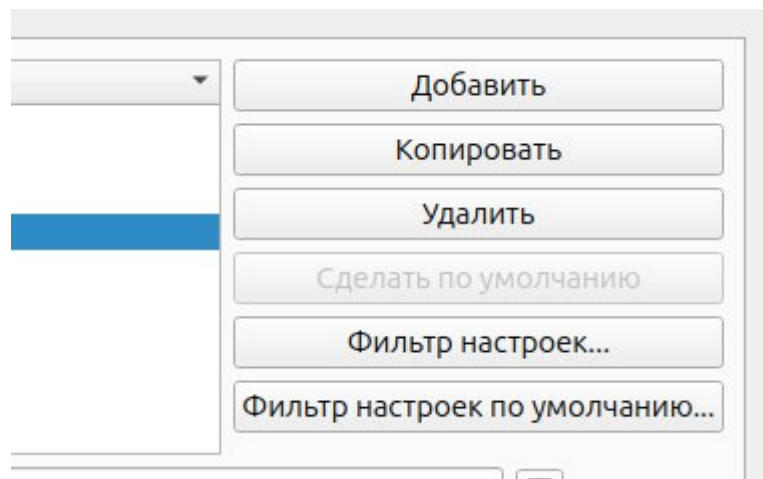 Добавить
Копировать
Удалить
Сделать по умолчанию
Фильтр настроек...
Фильтр настроек по умолчанию...